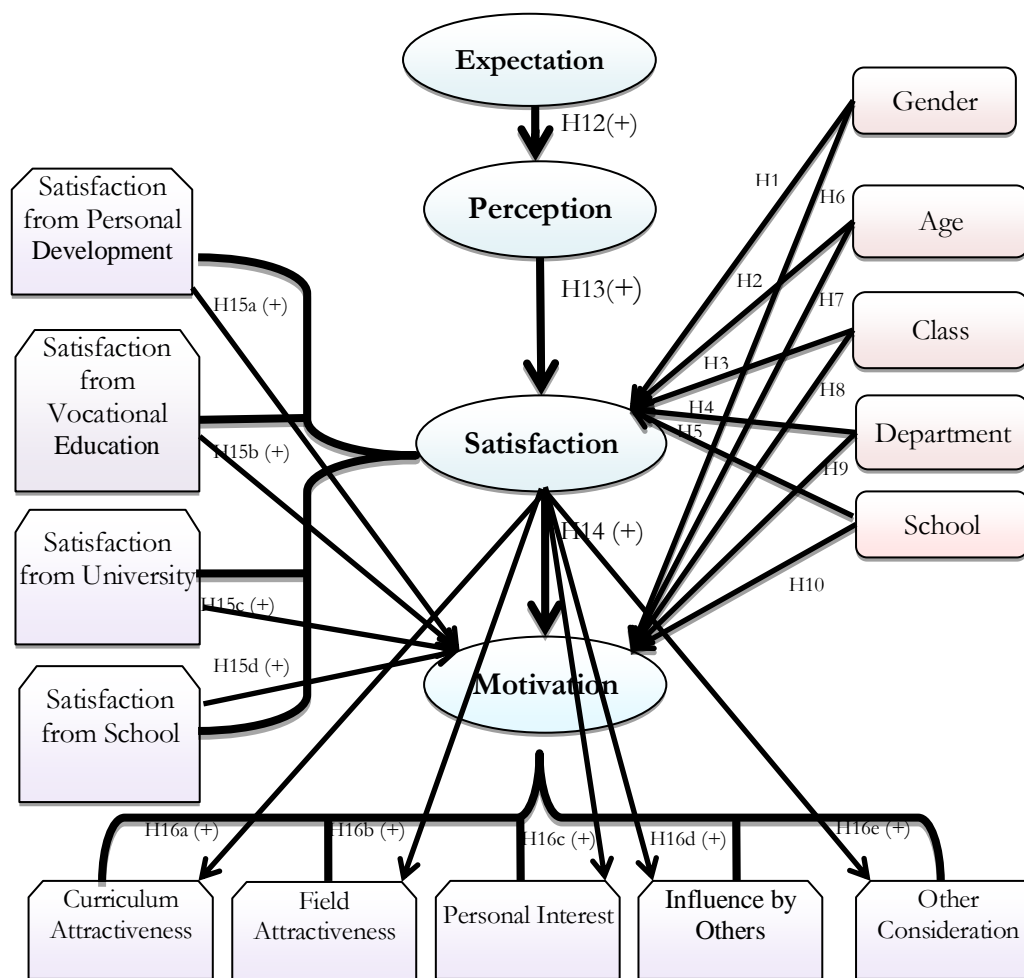 Expectation
H12(+)
Gender
Satisfaction
from Personal
Development
H1
H6
Perception
Age
H13(+)
H2
H7
H15a (+)
Satisfaction
from
Vocational
Education
Class
H3
H8
H4
H5
Department
Satisfaction
H15b (+)
H9
Satisfaction
from University
H14 (+)
School
H15c (+)
H10
H15d (+)
Satisfaction
from School
Motivation
H16a (+)
H16b (+)
H16c (+)
H16d (+)
H16e (+)
Curriculum
Attractiveness
Field
Attractiveness
Personal Interest
Influence by
Others
Other
Consideration